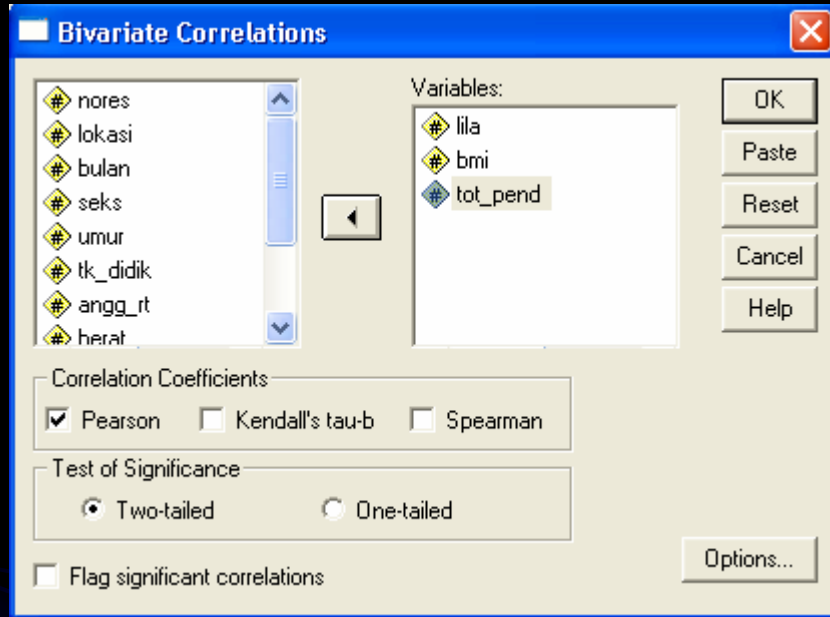 Bivariate Correlations
nores
lokasi
bulan
seks
umur
tk_didik
angg_rt
berat
Variables:
lila
bmi
tot_pend
OK
Paste
Reset
Cancel
Help
Correlation Coefficients
Pearson Kendall's tau-b Spearman
Test of Significance
Two-tailed One-tailed
Flag significant correlations
Options...